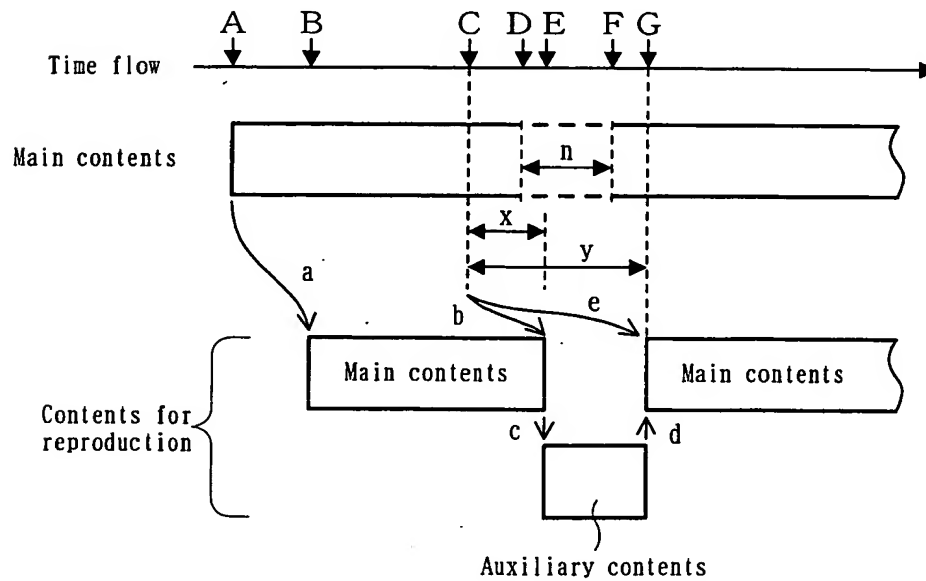 A B C D E F G
Time flow
Main contents
n
x
y
a
b
e
Main contents
Main contents
Contents for
reproduction
c
d
Auxiliary contents